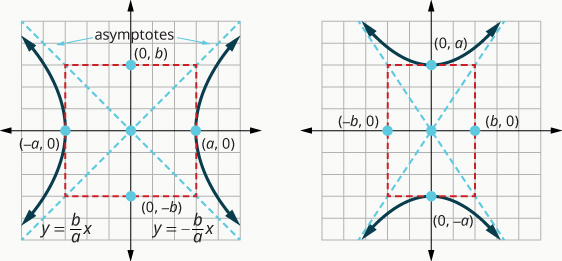 asymptotes
(0, b)
(–a, 0)
(a, 0)
(0, –b)
y = b/a x
y = – b/a x
(0, a)
(–b, 0)
(b, 0)
(0, –a)